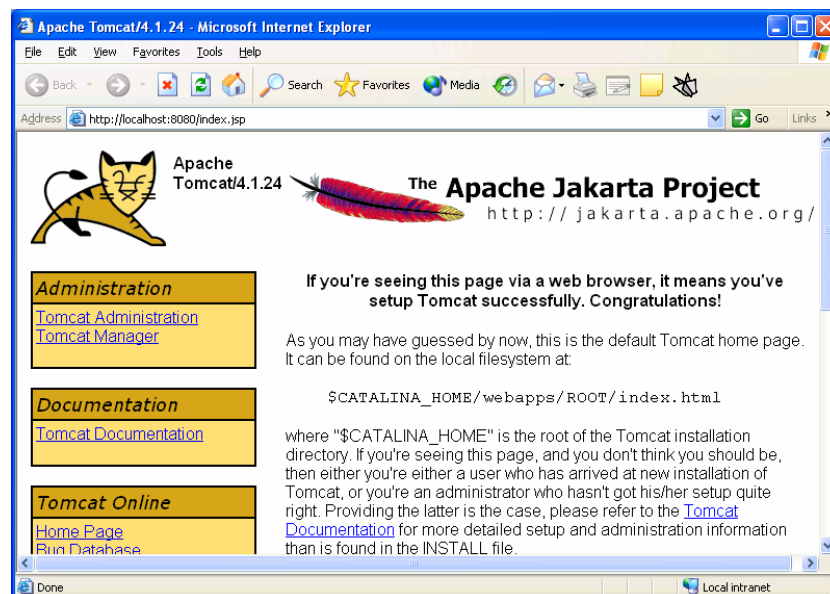 Apache Tomcat/4.1.24 - Microsoft Internet Explorer
File Edit View Favorites Tools Help
Back Search Favorites Media
Address http://localhost:8080/index.jsp Go Links »
Apache
Tomcat/4.1.24
The Apache Jakarta Project
http://jakarta.apache.org/
Administration
Tomcat Administration
Tomcat Manager
Documentation
Tomcat Documentation
Tomcat Online
Home Page
Bug Database
If you're seeing this page via a web browser, it means you've
setup Tomcat successfully. Congratulations!
As you may have guessed by now, this is the default Tomcat home page.
It can be found on the local filesystem at:
$CATALINA_HOME/webapps/ROOT/index.html
where "$CATALINA_HOME" is the root of the Tomcat installation
directory. If you're seeing this page, and you don't think you should be,
then either you're either a user who has arrived at new installation of
Tomcat, or you're an administrator who hasn't got his/her setup quite
right. Providing the latter is the case, please refer to the Tomcat
Documentation for more detailed setup and administration information
than is found in the INSTALL file.
Done Local intranet